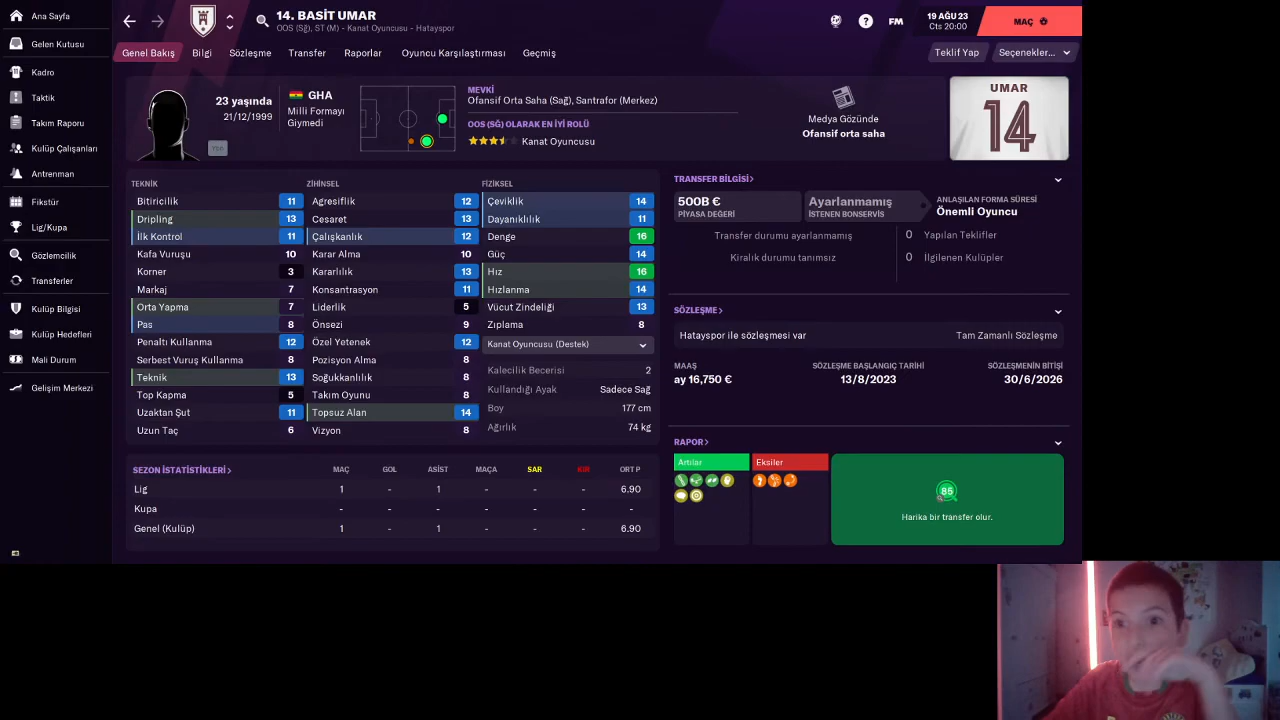 Ana Sayfa
Gelen Kutusu
Kadro
Taktik
Takım Raporu
Kulüp Çalışanları
Antrenman
Fikstür
Lig/Kupa
Gözlemcilik
Transferler
Kulüp Bilgisi
Kulüp Hedefleri
Mali Durum
Gelişim Merkezi
14. BASIT UMAR
OOS (Sğ), ST (M) - Kanat Oyuncusu - Hatayspor
FM
19 AĞU 23
Cts 20:00
MAÇ
Genel Bakış Bilgi Sözleşme Transfer Raporlar Oyuncu Karşılaştırması Geçmiş
Teklif Yap Seçenekler...
23 yaşında
21/12/1999
GHA
Milli Formayı
Giymedi
MEVKİ
Ofansif Orta Saha (Sağ), Santrafor (Merkez)
OOS (SĞ) OLARAK EN İYİ ROLÜ
Kanat Oyuncusu
Medya Gözünde
Ofansif orta saha
UMAR
14
TEKNİK
Bitiricilik 11
Dripling 13
İlk Kontrol 11
Kafa Vuruşu 10
Korner 3
Markaj 7
Orta Yapma 7
Pas 8
Penaltı Kullanma 12
Serbest Vuruş Kullanma 8
Teknik 13
Top Kapma 5
Uzaktan Şut 11
Uzun Taç 6
ZİHİNSEL
Agresiflik 12
Cesaret 13
Çalışkanlık 12
Karar Alma 10
Kararlılık 13
Konsantrasyon 11
Liderlik 5
Önsezi 9
Özel Yetenek 12
Pozisyon Alma 8
Soğukkanlılık 8
Takım Oyunu 8
Topsuz Alan 14
Vizyon 8
FİZİKSEL
Çeviklik 14
Dayanıklılık 11
Denge 16
Güç 14
Hız 16
Hızlanma 14
Vücut Zindeliği 13
Zıplama 8
Kanat Oyuncusu (Destek)
Kalecilik Becerisi 2
Kullandığı Ayak Sadece Sağ
Boy 177 cm
Ağırlık 74 kg
TRANSFER BİLGİSİ>
500B €
PİYASA DEĞERİ
Ayarlanmamış
İSTENEN BONSERVİS
ANLAŞILAN FORMA SÜRESİ
Önemli Oyuncu
Transfer durumu ayarlanmamış
Kiralık durumu tanımsız
0 Yapılan Teklifler
0 İlgilenen Kulüpler
SÖZLEŞME>
Hatayspor ile sözleşmesi var Tam Zamanlı Sözleşme
MAAŞ
ay 16,750 €
SÖZLEŞME BAŞLANGIÇ TARİHİ
13/8/2023
SÖZLEŞMENİN BİTİŞİ
30/6/2026
RAPOR>
Artılar
Eksiler
85
Harika bir transfer olur.
SEZON İSTATİSTİKLERİ> MAÇ GOL ASİST MAÇA SAR KIR ORT P
Lig 1 - 1 - - - 6.90
Kupa - - - - - - -
Genel (Kulüp) 1 - 1 - - - 6.90